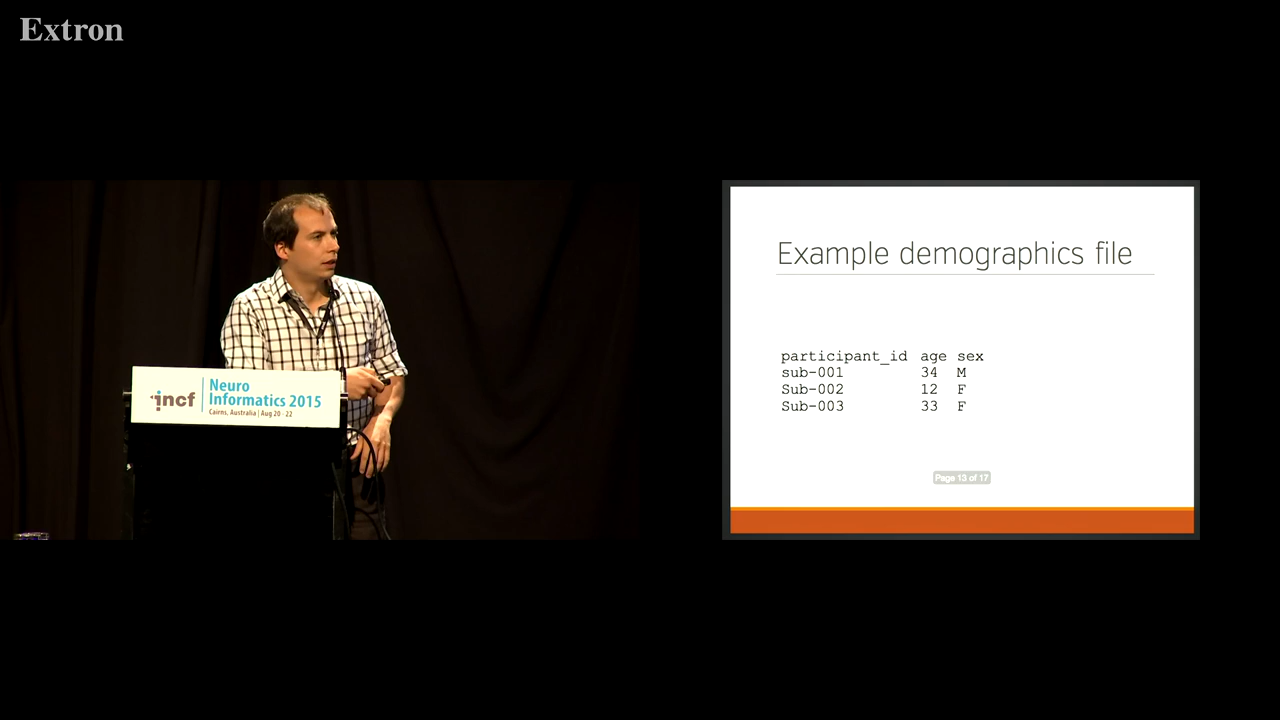 Extron
incf
Neuro
Informatics 2015
Cairns, Australia | Aug 20 - 22
Example demographics file
participant_id age sex
sub-001 34 M
Sub-002 12 F
Sub-003 33 F
Page 13 of 17